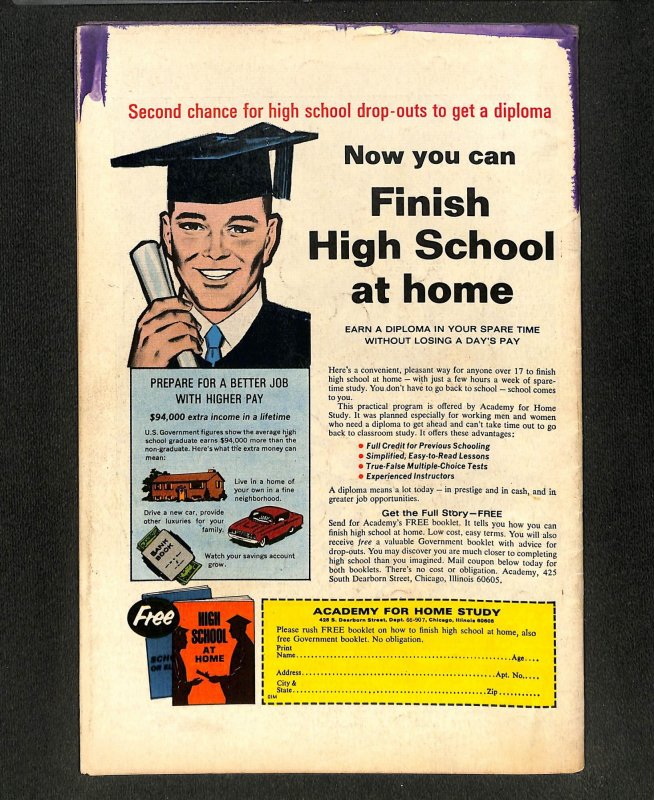 Second chance for high school drop-outs to get a diploma
Now you can
Finish
High School
at home
EARN A DIPLOMA IN YOUR SPARE TIME
WITHOUT LOSING A DAY'S PAY
PREPARE FOR A BETTER JOB
WITH HIGHER PAY
$94,000 extra income in a lifetime
U.S. Government figures show the average high
school graduate earns $94,000 more than the
non-graduate. Here's what the extra money can
mean:
Live in a home of
your own in a fine
neighborhood.
Drive a new car, provide
other luxuries for your
family.
BANK
BOOK
Watch your savings account
grow.
Here's a convenient, pleasant way for anyone over 17 to finish
high school at home — with just a few hours a week of spare-
time study. You don't have to go back to school — school comes
to you.
This practical program is offered by Academy for Home
Study. It was planned especially for working men and women
who need a diploma to get ahead and can't take time out to go
back to classroom study. It offers these advantages:
• Full Credit for Previous Schooling
• Simplified, Easy-to-Read Lessons
• True-False Multiple-Choice Tests
• Experienced Instructors
A diploma means a lot today — in prestige and in cash, and in
greater job opportunities.
Get the Full Story—FREE
Send for Academy's FREE booklet. It tells you how you can
finish high school at home. Low cost, easy terms. You will also
receive free a valuable Government booklet with advice for
drop-outs. You may discover you are much closer to completing
high school than you imagined. Mail coupon below today for
both booklets. There's no cost or obligation. Academy, 425
South Dearborn Street, Chicago, Illinois 60605.
Free
HIGH
SCHOOL
AT
HOME
ACADEMY FOR HOME STUDY
425 S. Dearborn Street, Dept. 66-907, Chicago, Illinois 60605
Please rush FREE booklet on how to finish high school at home, also
free Government booklet. No obligation.
Print
Name Age
Address Apt. No.
City &
State Zip
01M